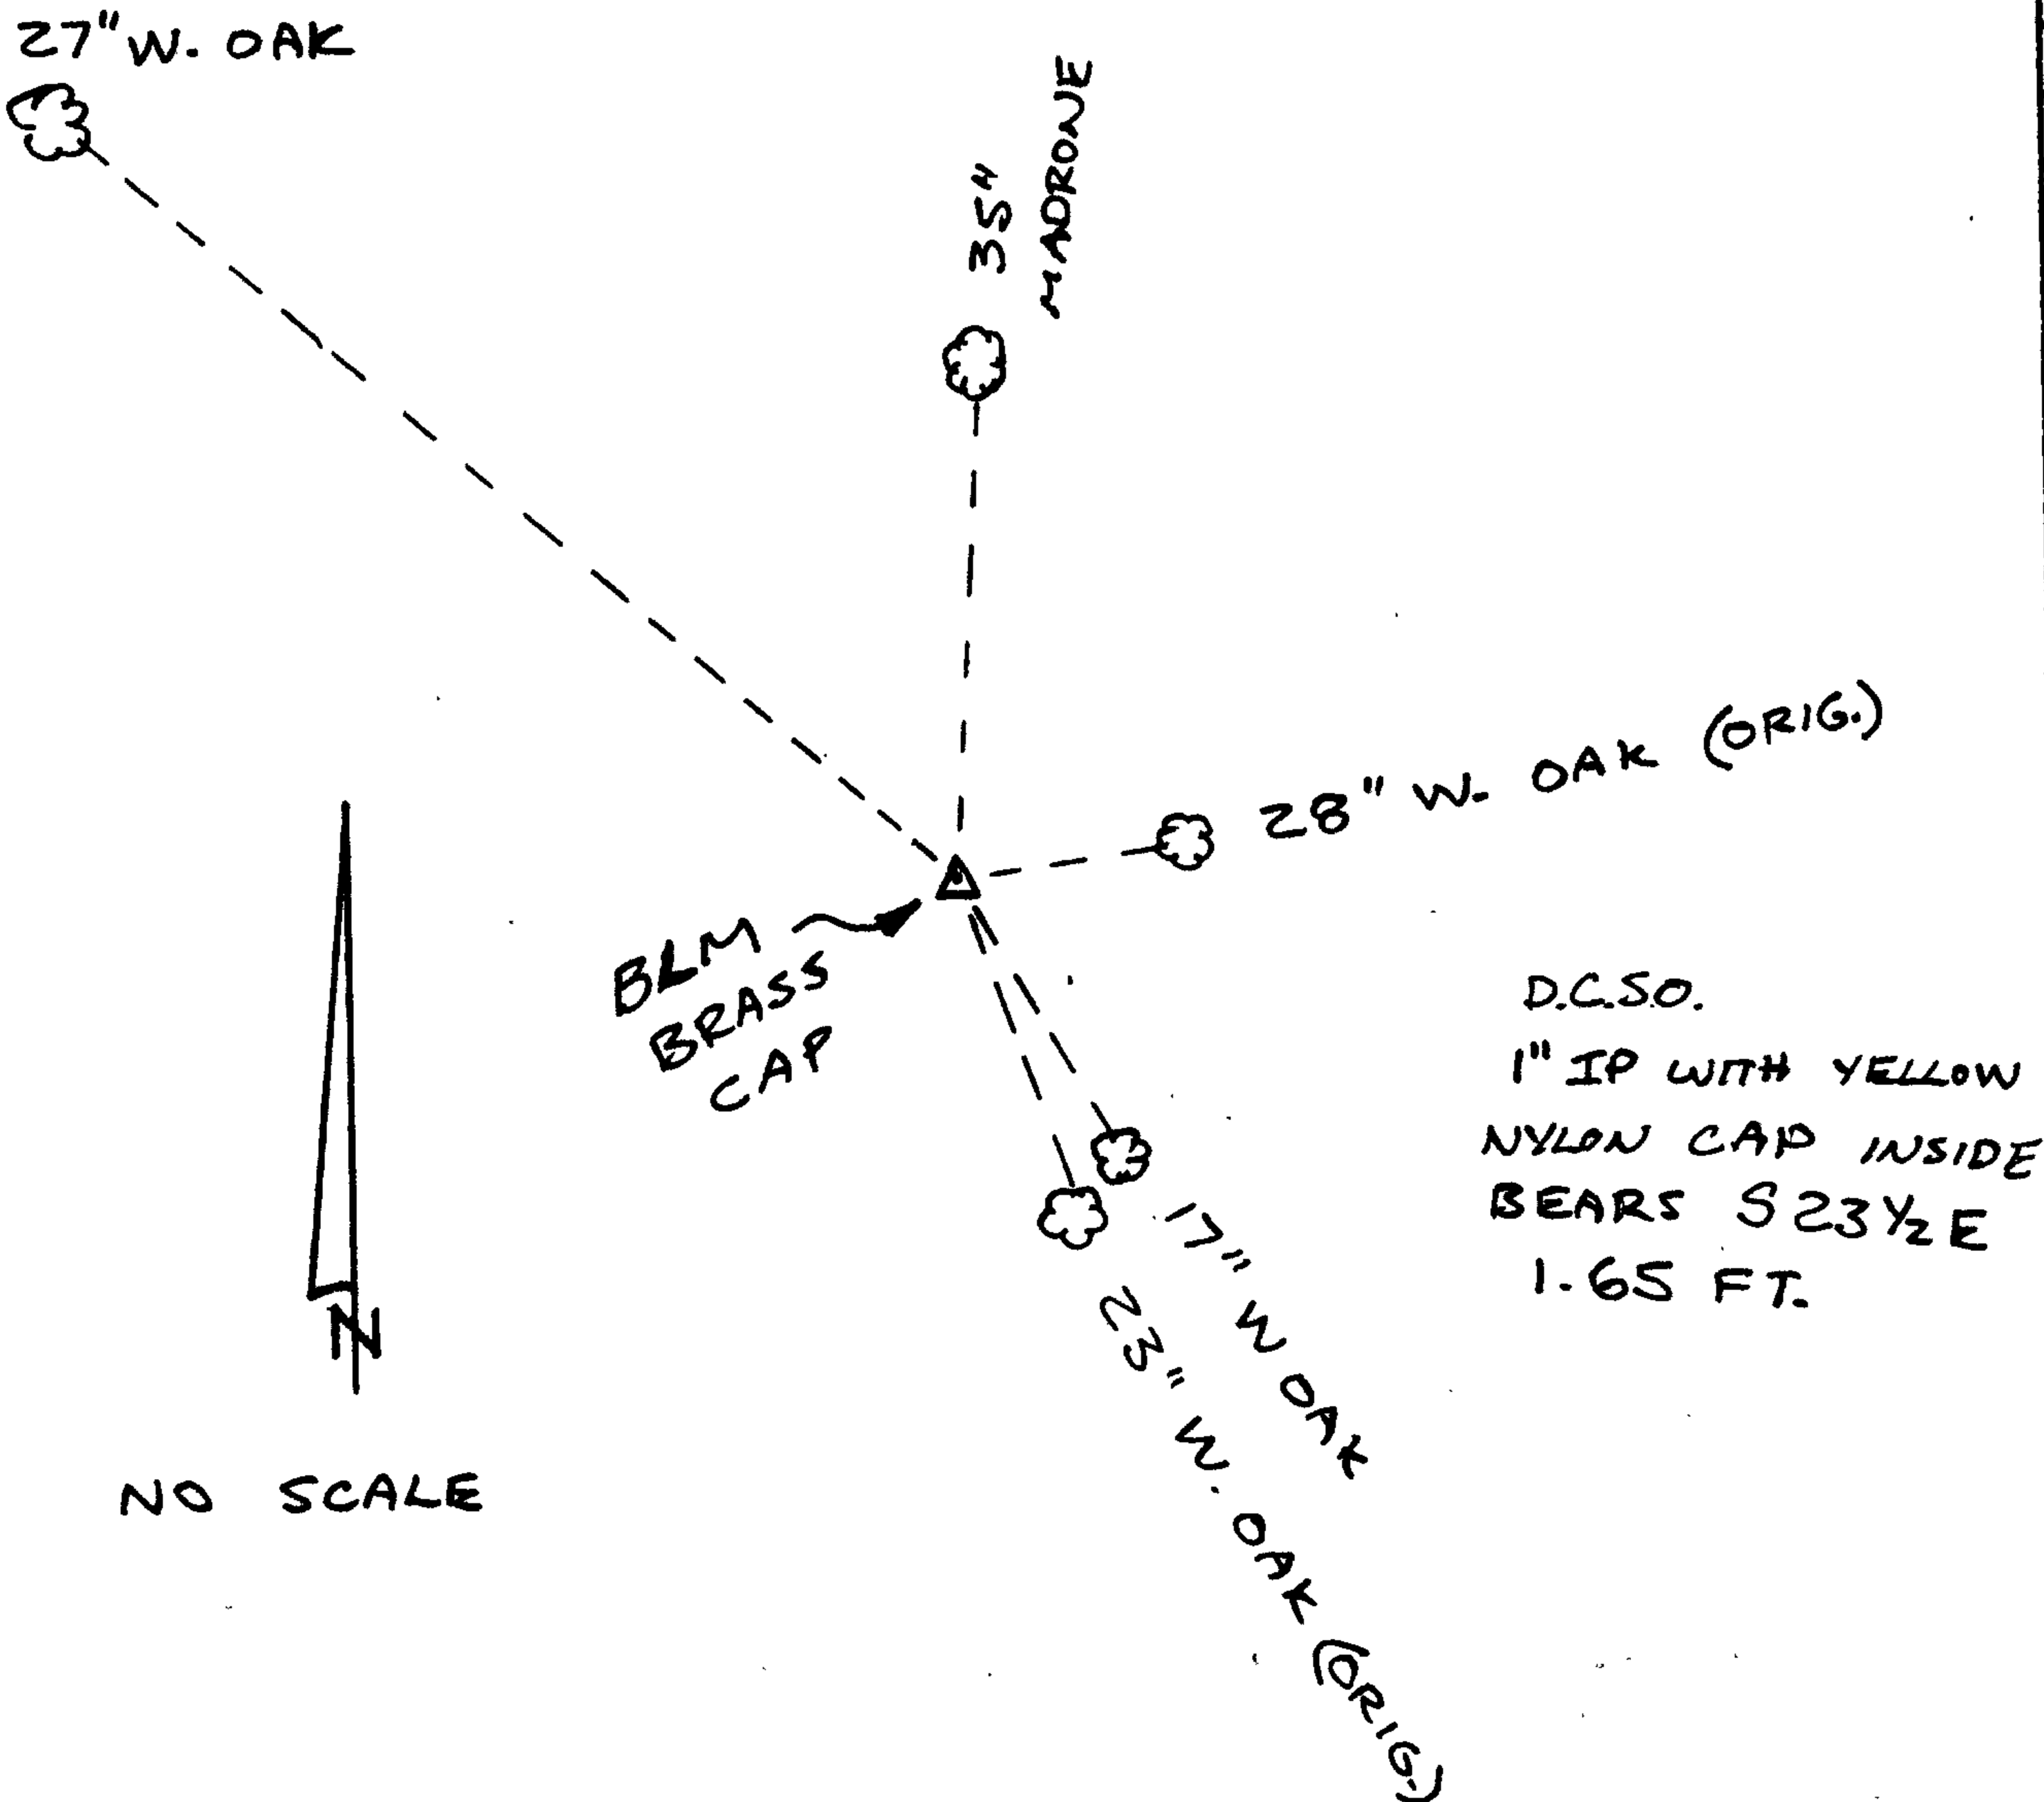 27" W. OAK
35"
MADRONE
28" W. OAK (ORIG.)
BLM
BRASS
CAP
D.C.S.O.
1" IP WITH YELLOW
NYLON CAP INSIDE
BEARS S 23½ E
1.65 FT.
17" W OAK
23" W. OAK (ORIG.)
N
NO SCALE